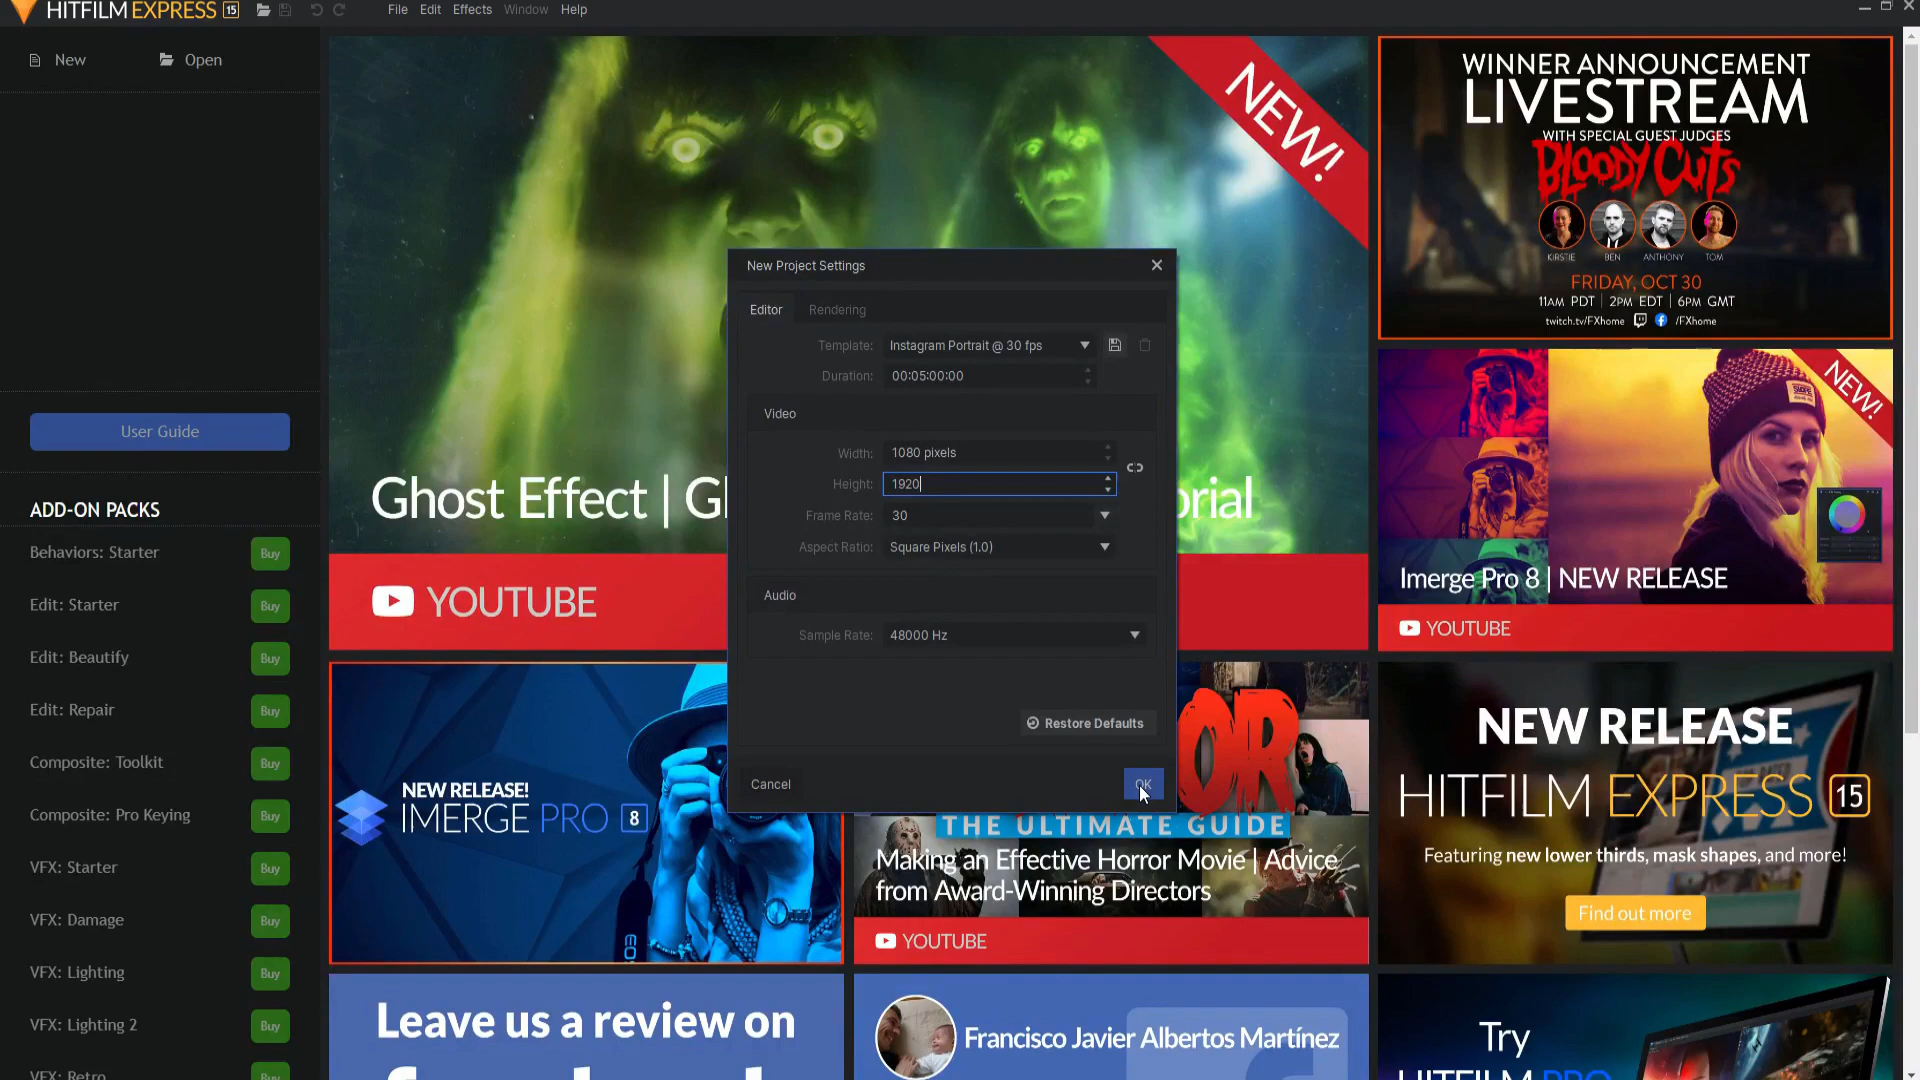 HITFILM EXPRESS 15
File Edit Effects Window Help
New Open
User Guide
ADD-ON PACKS
Behaviors: Starter Buy
Edit: Starter Buy
Edit: Beautify Buy
Edit: Repair Buy
Composite: Toolkit Buy
Composite: Pro Keying Buy
VFX: Starter Buy
VFX: Damage Buy
VFX: Lighting Buy
VFX: Lighting 2 Buy
VFX: Retro Buy
NEW!
Ghost Effect | G
orial
YOUTUBE
New Project Settings
Editor Rendering
Template: Instagram Portrait @ 30 fps
Duration: 00:05:00:00
Video
Width: 1080 pixels
Height: 1920
Frame Rate: 30
Aspect Ratio: Square Pixels (1.0)
Audio
Sample Rate: 48000 Hz
Restore Defaults
Cancel OK
WINNER ANNOUNCEMENT
LIVESTREAM
WITH SPECIAL GUEST JUDGES
BLOODY CUTS
KIRSTIE BEN ANTHONY TOM
FRIDAY, OCT 30
11AM PDT | 2PM EDT | 6PM GMT
twitch.tv/FXhome /FXhome
NEW!
Imerge Pro 8 | NEW RELEASE
YOUTUBE
NEW RELEASE!
IMERGE PRO 8
OR
THE ULTIMATE GUIDE
Making an Effective Horror Movie | Advice
from Award-Winning Directors
YOUTUBE
NEW RELEASE
HITFILM EXPRESS 15
Featuring new lower thirds, mask shapes, and more!
Find out more
Leave us a review on
Francisco Javier Albertos Martínez
Try
HITFILM PRO